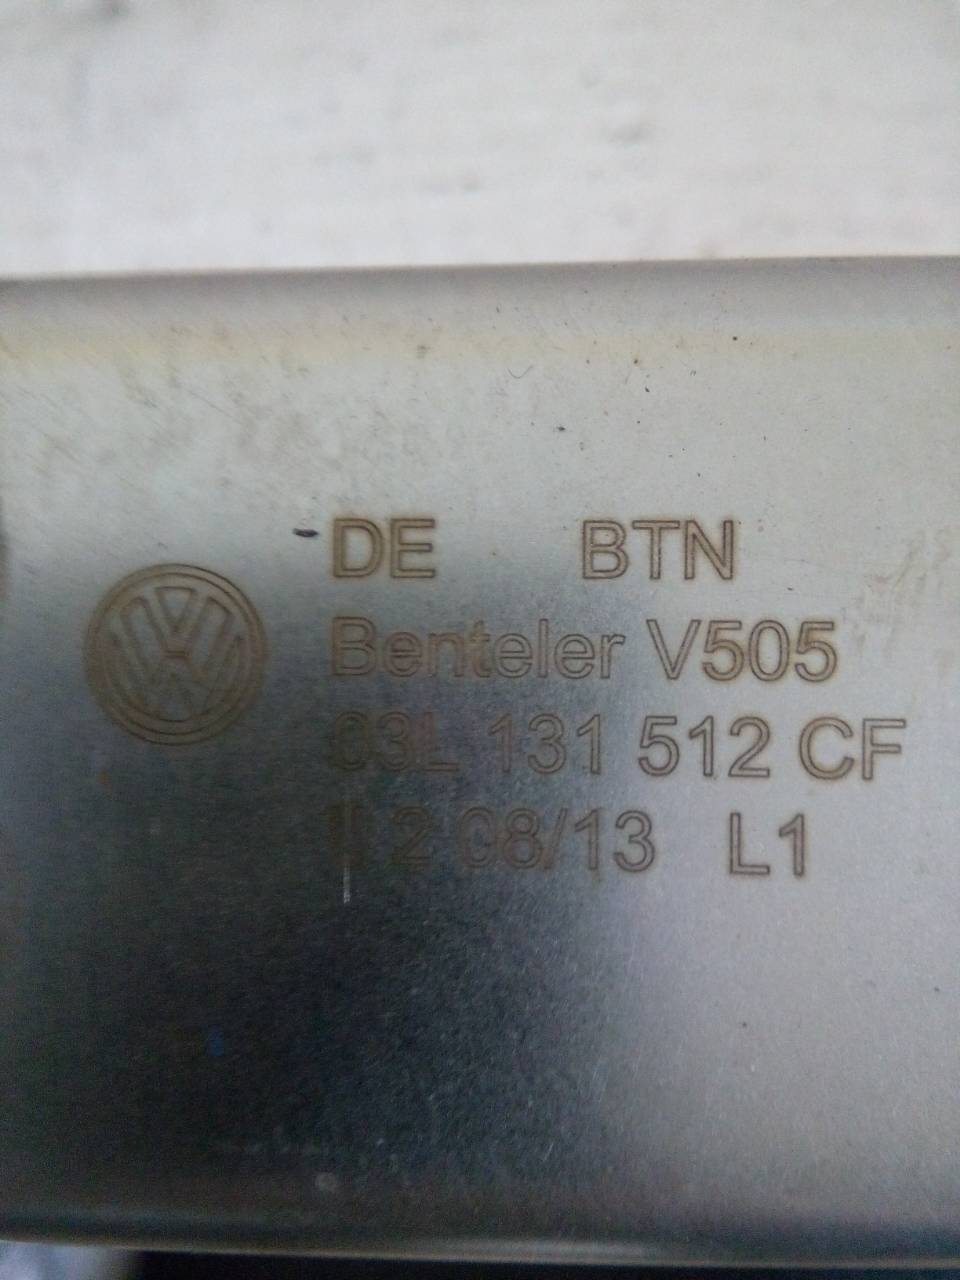 DE BTN
Benteler V505
03L 131 512 CF
2 08/13 L1